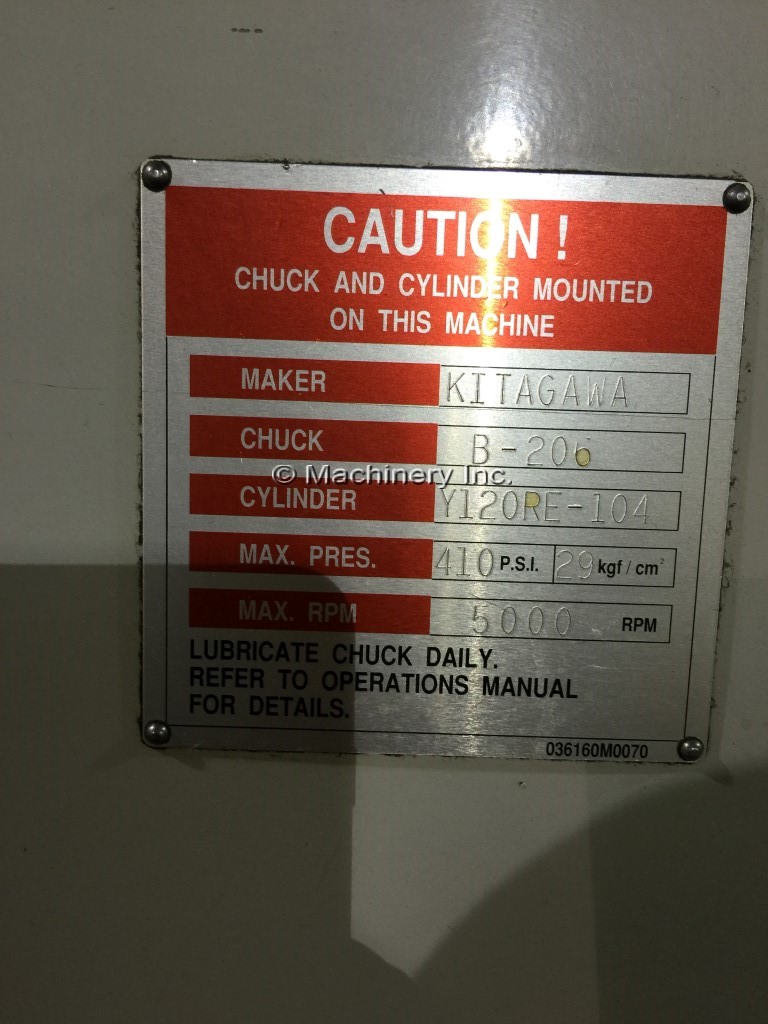 CAUTION !
CHUCK AND CYLINDER MOUNTED
ON THIS MACHINE
MAKER KITAGAWA
CHUCK B-206
© Machinery Inc.
CYLINDER Y120RE-104
MAX. PRES. 410 P.S.I. 29 kgf / cm²
MAX. RPM 5000 RPM
LUBRICATE CHUCK DAILY.
REFER TO OPERATIONS MANUAL
FOR DETAILS.
036160M0070